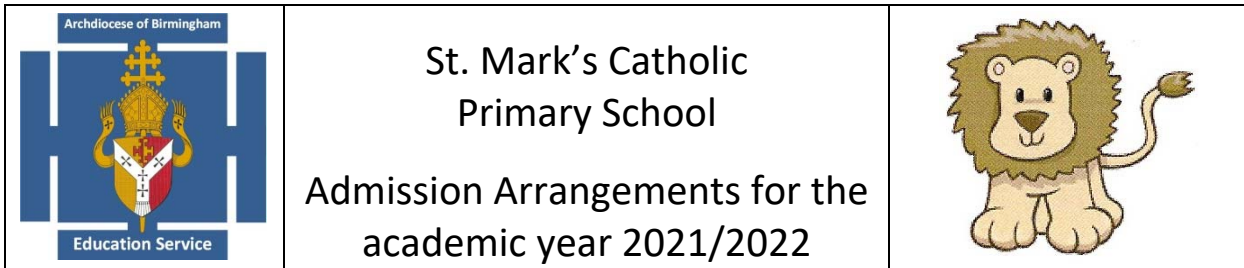 Archdiocese of Birmingham
Education Service
St. Mark’s Catholic
Primary School
Admission Arrangements for the
academic year 2021/2022